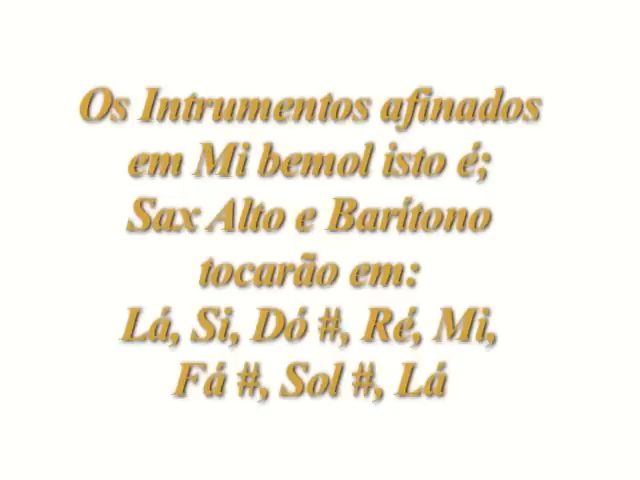 Os Intrumentos afinados
em Mi bemol isto é;
Sax Alto e Barítono
tocarão em:
Lá, Si, Dó #, Ré, Mi,
Fá #, Sol #, Lá